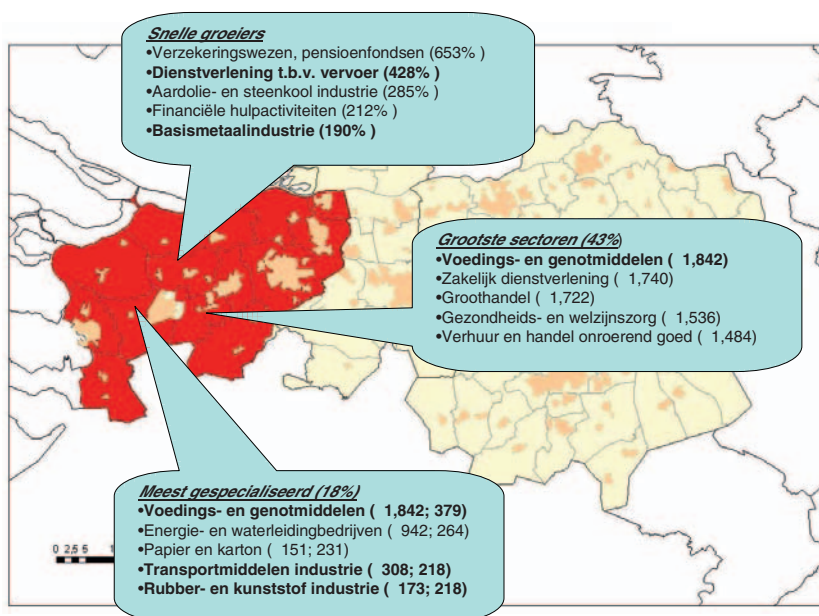 Snelle groeiers
•Verzekeringswezen, pensioenfondsen (653% )
•Dienstverlening t.b.v. vervoer (428% )
•Aardolie- en steenkool industrie (285% )
•Financiële hulpactiviteiten (212% )
•Basismetaalindustrie (190% )
Grootste sectoren (43%)
•Voedings- en genotmiddelen ( 1,842)
•Zakelijk dienstverlening ( 1,740)
•Groothandel ( 1,722)
•Gezondheids- en welzijnszorg ( 1,536)
•Verhuur en handel onroerend goed ( 1,484)
Meest gespecialiseerd (18%)
•Voedings- en genotmiddelen ( 1,842; 379)
•Energie- en waterleidingbedrijven ( 942; 264)
•Papier en karton ( 151; 231)
•Transportmiddelen industrie ( 308; 218)
•Rubber- en kunststof industrie ( 173; 218)
0 2,5 5